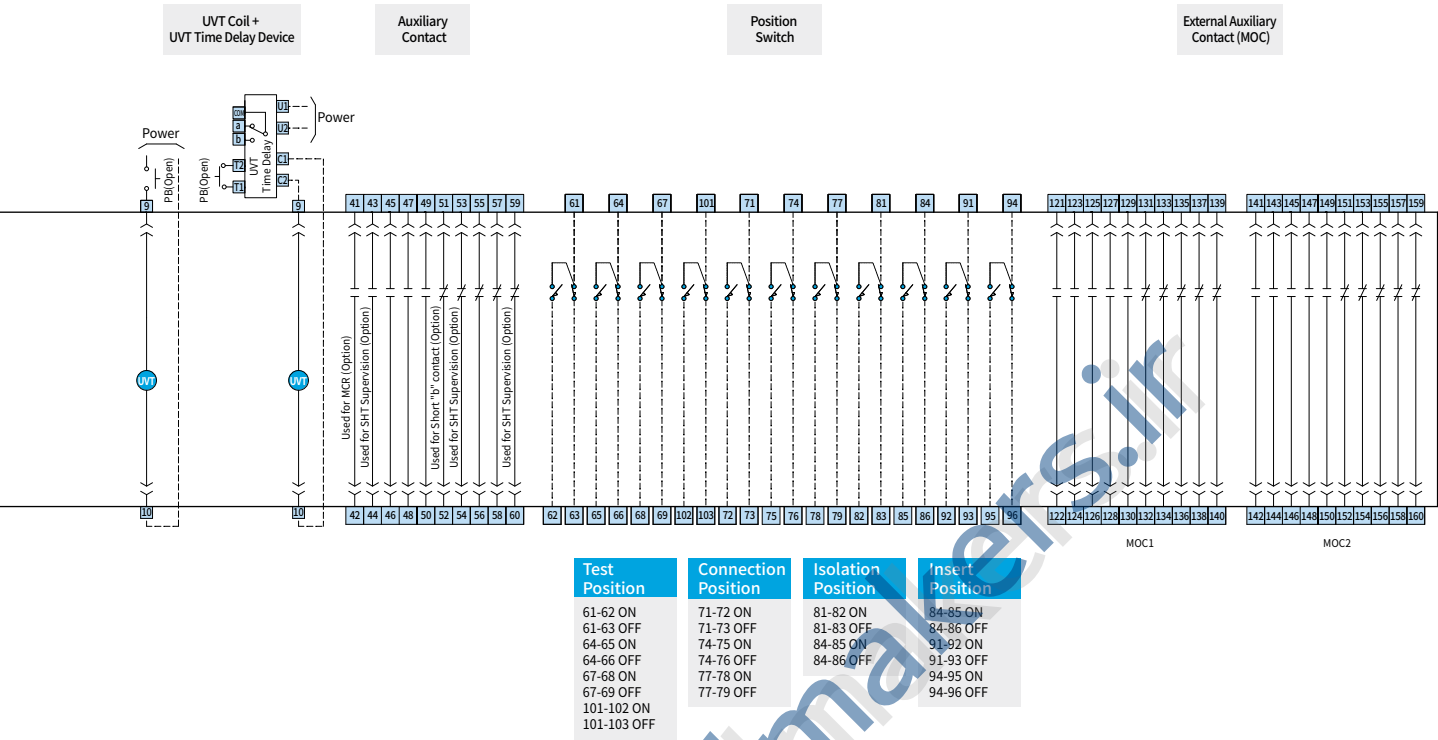 UVT Coil +
UVT Time Delay Device
Auxiliary
Contact
Position
Switch
External Auxiliary
Contact (MOC)
Power
PB(Open)
9
PB(Open)
COM
a
b
T2
T1
UVT
Time Delay
U1
U2
C1
C2
Power
9
41 43 45 47 49 51 53 55 57 59
61 64 67 101 71 74 77 81 84 91 94
121 123 125 127 129 131 133 135 137 139
141 143 145 147 149 151 153 155 157 159
UVT
UVT
Used for MCR (Option)
Used for SHT Supervision (Option)
Used for Short "b" contact (Option)
Used for SHT Supervision (Option)
Used for SHT Supervision (Option)
10
10
42 44 46 48 50 52 54 56 58 60
62 63 65 66 68 69 102 103 72 73 75 76 78 79 82 83 85 86 92 93 95 96
122 124 126 128 130 132 134 136 138 140
142 144 146 148 150 152 154 156 158 160
MOC1
MOC2
Test
Position
61-62 ON
61-63 OFF
64-65 ON
64-66 OFF
67-68 ON
67-69 OFF
101-102 ON
101-103 OFF
Connection
Position
71-72 ON
71-73 OFF
74-75 ON
74-76 OFF
77-78 ON
77-79 OFF
Isolation
Position
81-82 ON
81-83 OFF
84-85 ON
84-86 OFF
Insert
Position
84-85 ON
84-86 OFF
91-92 ON
91-93 OFF
94-95 ON
94-96 OFF
makers.ir